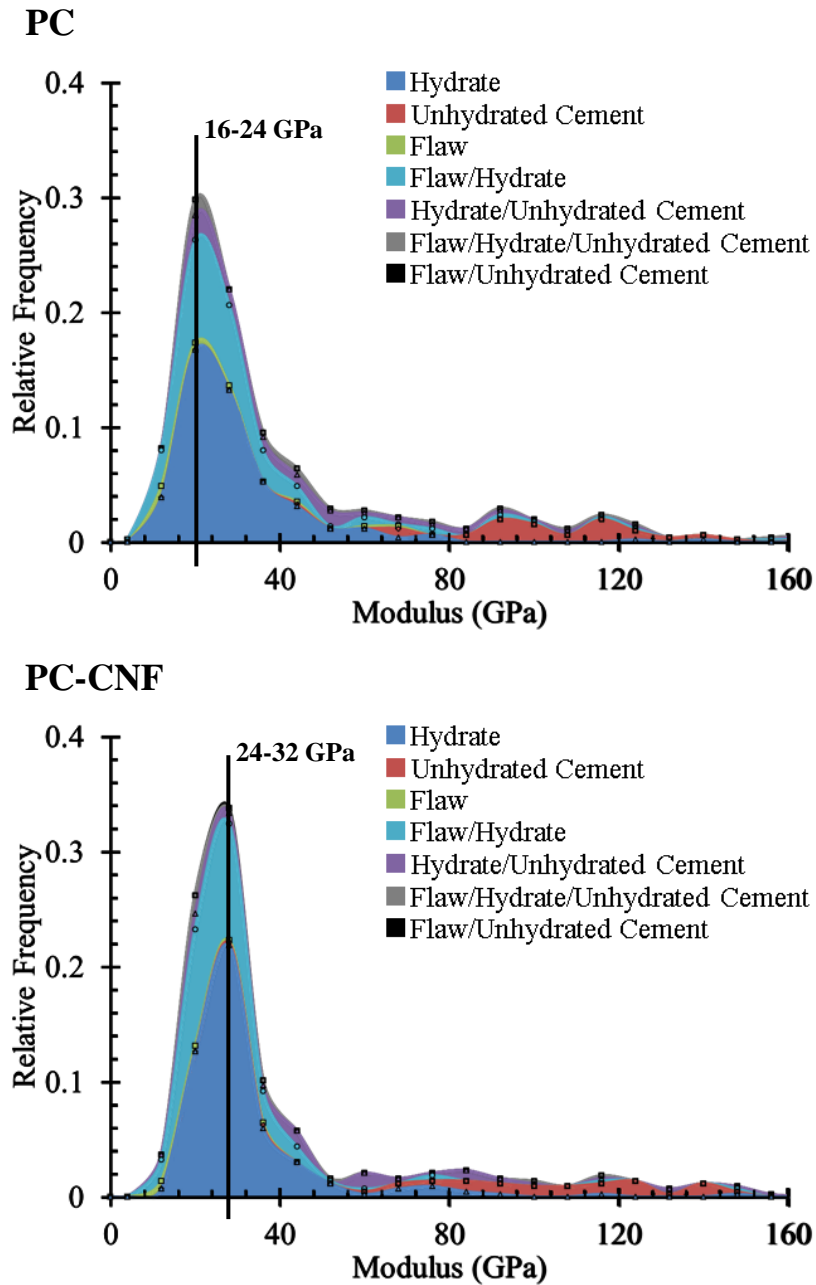 PC
0.4
0.3
0.2
0.1
0
Relative Frequency
16-24 GPa
Hydrate
Unhydrated Cement
Flaw
Flaw/Hydrate
Hydrate/Unhydrated Cement
Flaw/Hydrate/Unhydrated Cement
Flaw/Unhydrated Cement
0 40 80 120 160
Modulus (GPa)
PC-CNF
0.4
0.3
0.2
0.1
0
Relative Frequency
24-32 GPa
Hydrate
Unhydrated Cement
Flaw
Flaw/Hydrate
Hydrate/Unhydrated Cement
Flaw/Hydrate/Unhydrated Cement
Flaw/Unhydrated Cement
0 40 80 120 160
Modulus (GPa)